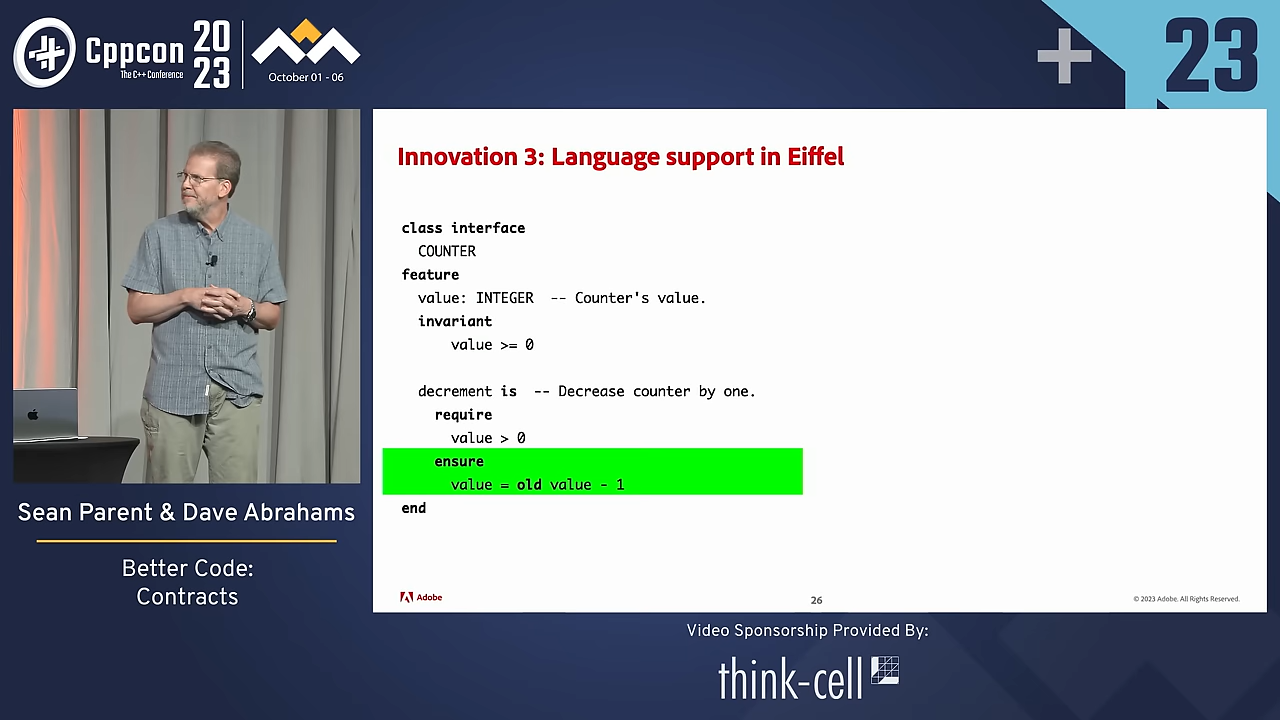 Cppcon
The C++ Conference
20
23
October 01 - 06
23
Innovation 3: Language support in Eiffel
class interface
COUNTER
feature
value: INTEGER -- Counter's value.
invariant
value >= 0
decrement is -- Decrease counter by one.
require
value > 0
ensure
value = old value - 1
end
Adobe
26
© 2023 Adobe. All Rights Reserved.
Sean Parent & Dave Abrahams
Better Code:
Contracts
Video Sponsorship Provided By:
think-cell